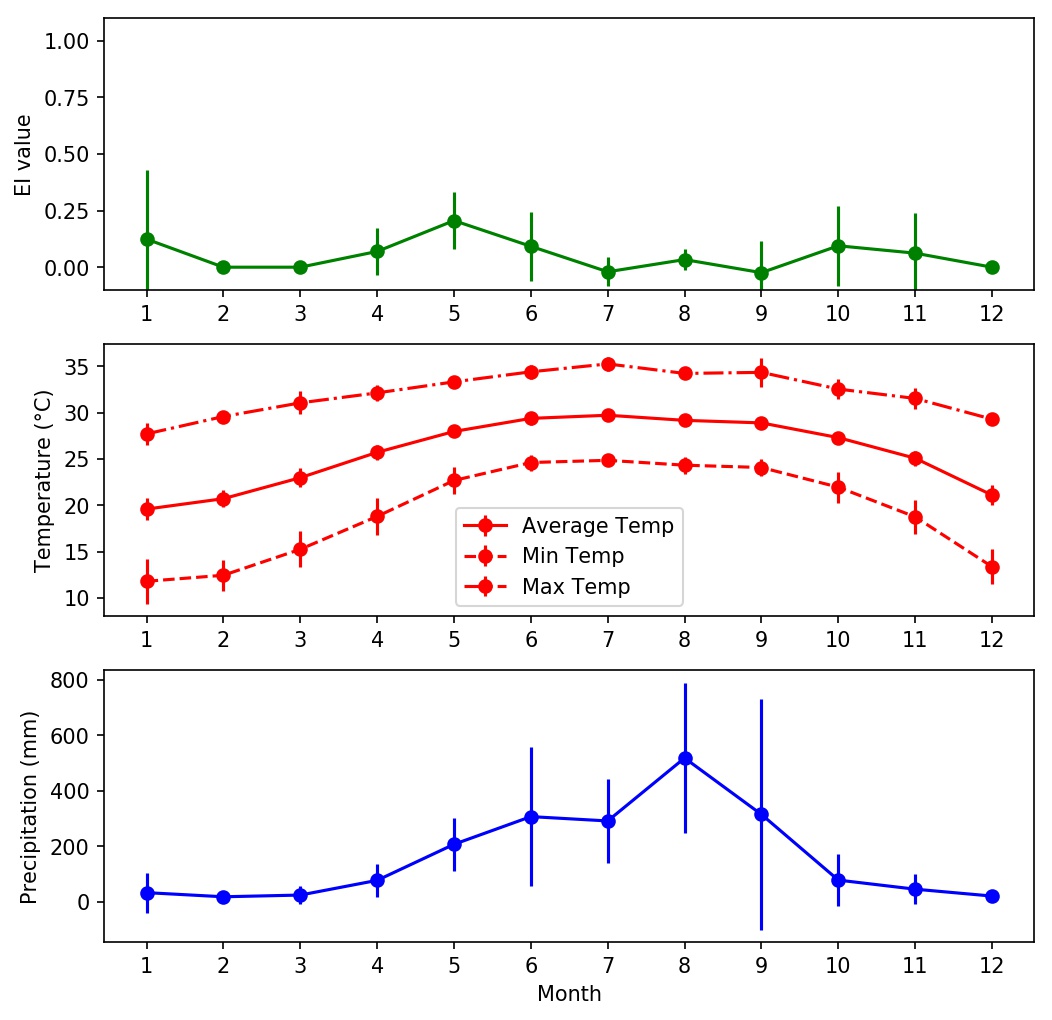 EI value
1.00
0.75
0.50
0.25
0.00
1 2 3 4 5 6 7 8 9 10 11 12
Temperature (°C)
35
30
25
20
15
10
Average Temp
Min Temp
Max Temp
1 2 3 4 5 6 7 8 9 10 11 12
Precipitation (mm)
800
600
400
200
0
1 2 3 4 5 6 7 8 9 10 11 12
Month